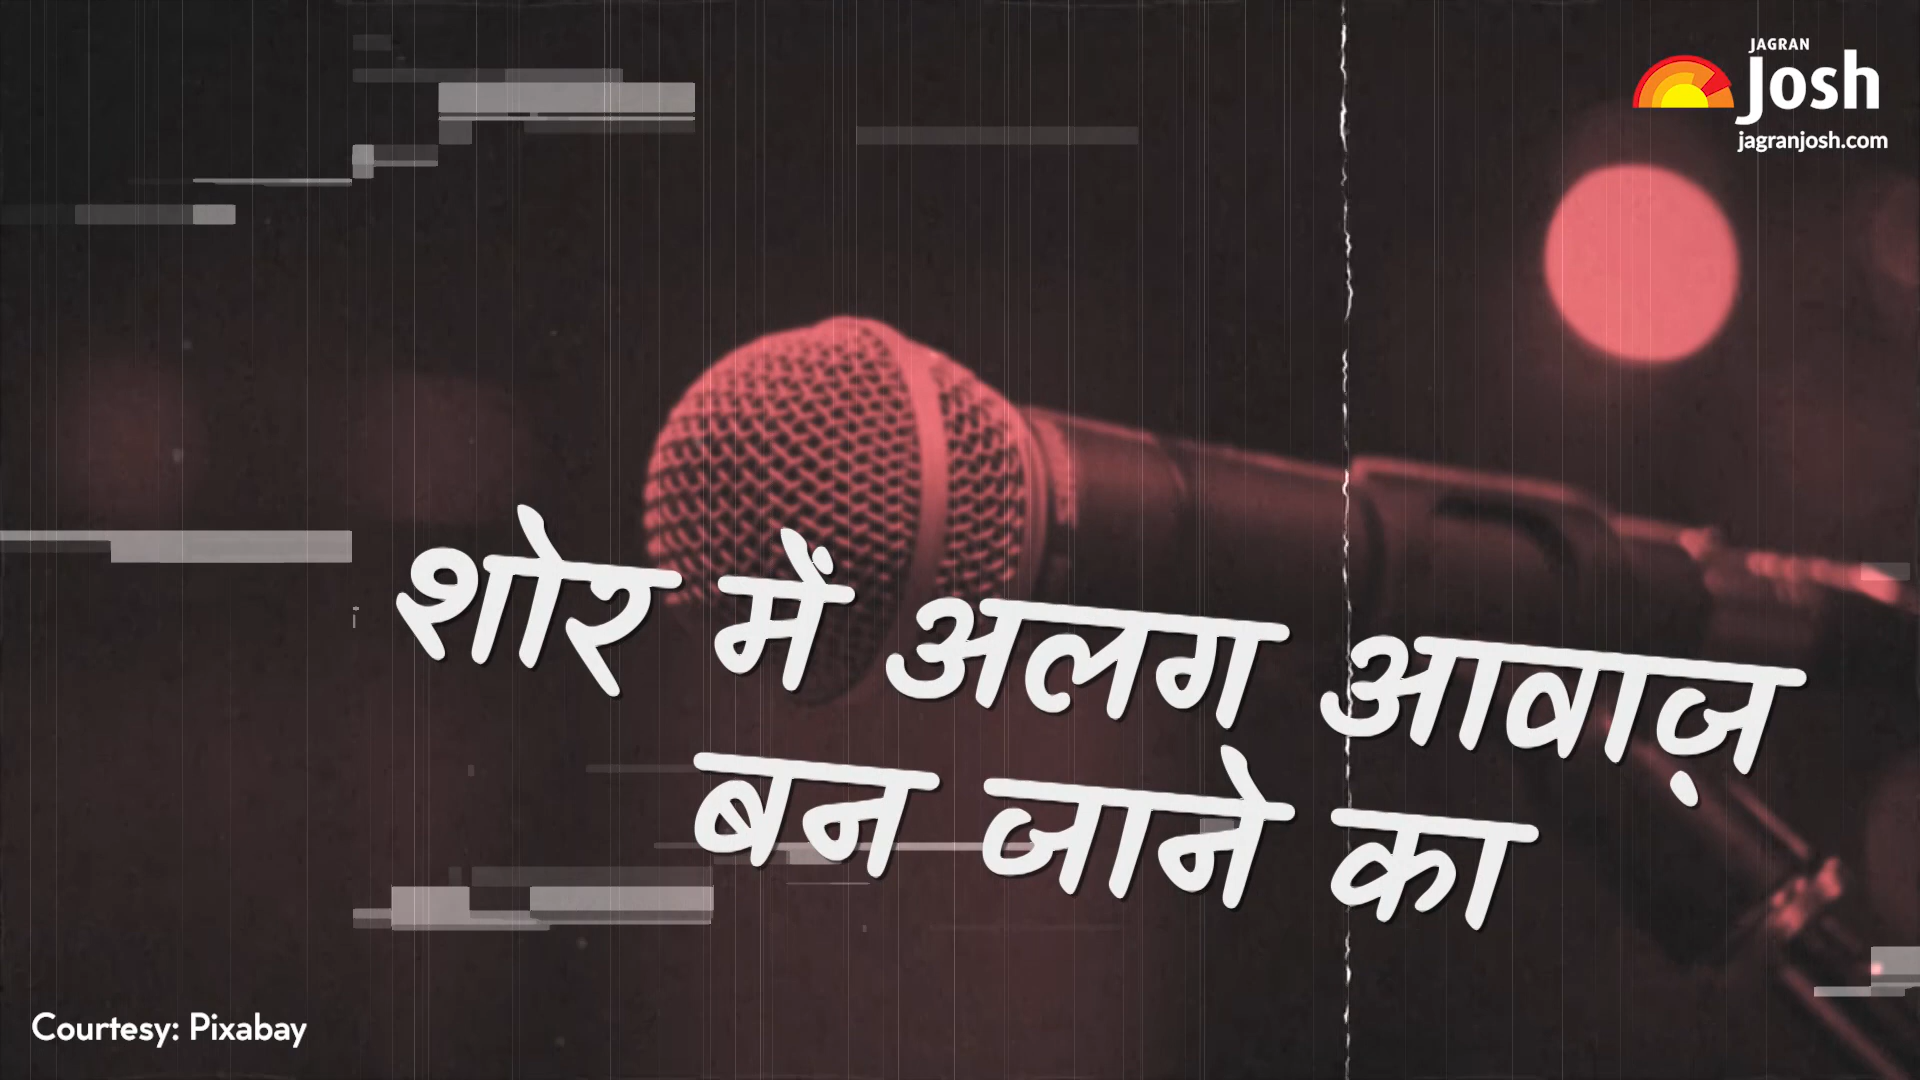 JAGRAN
Josh
jagranjosh.com
शोर में अलग आवाज़
बन जाने का
Courtesy: Pixabay